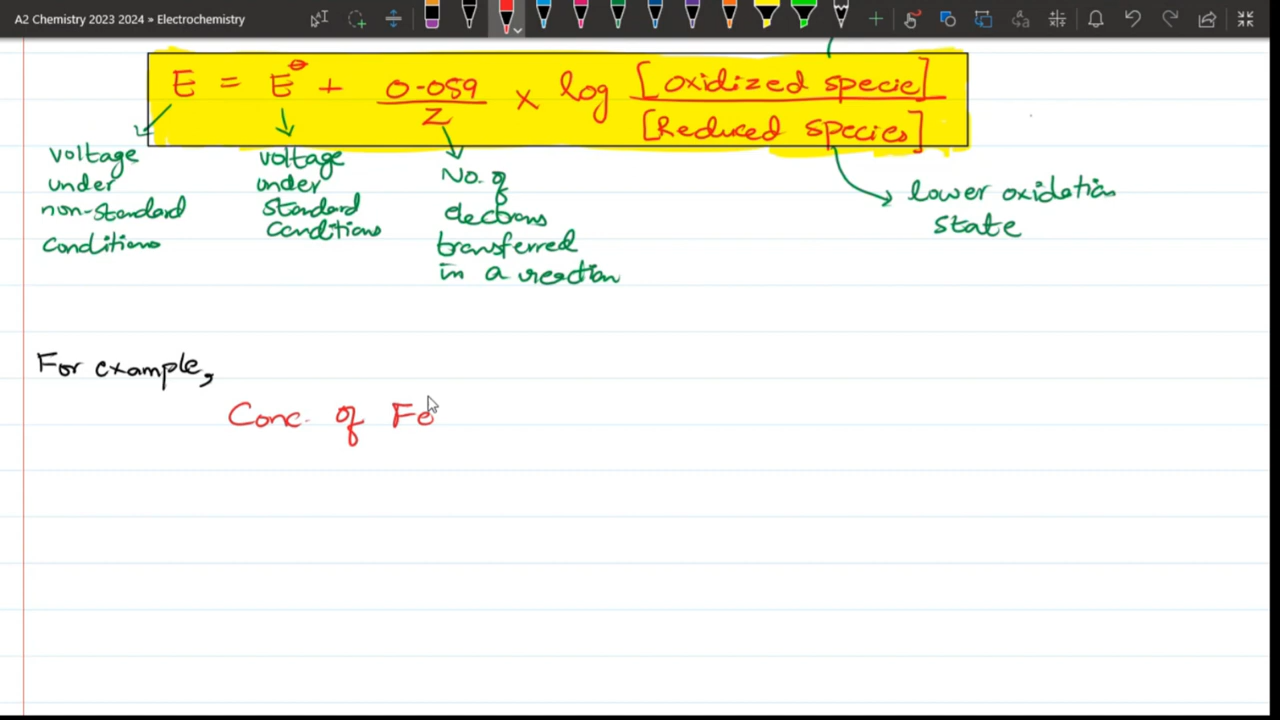 A2 Chemistry 2023 2024 » Electrochemistry
E = E⦵ + 0.059/Z × log [oxidized specie]/[Reduced species]
voltage under non-standard conditions
voltage under standard conditions
No. of electrons transferred in a reaction
lower oxidation state
For example,
Conc. of Fe